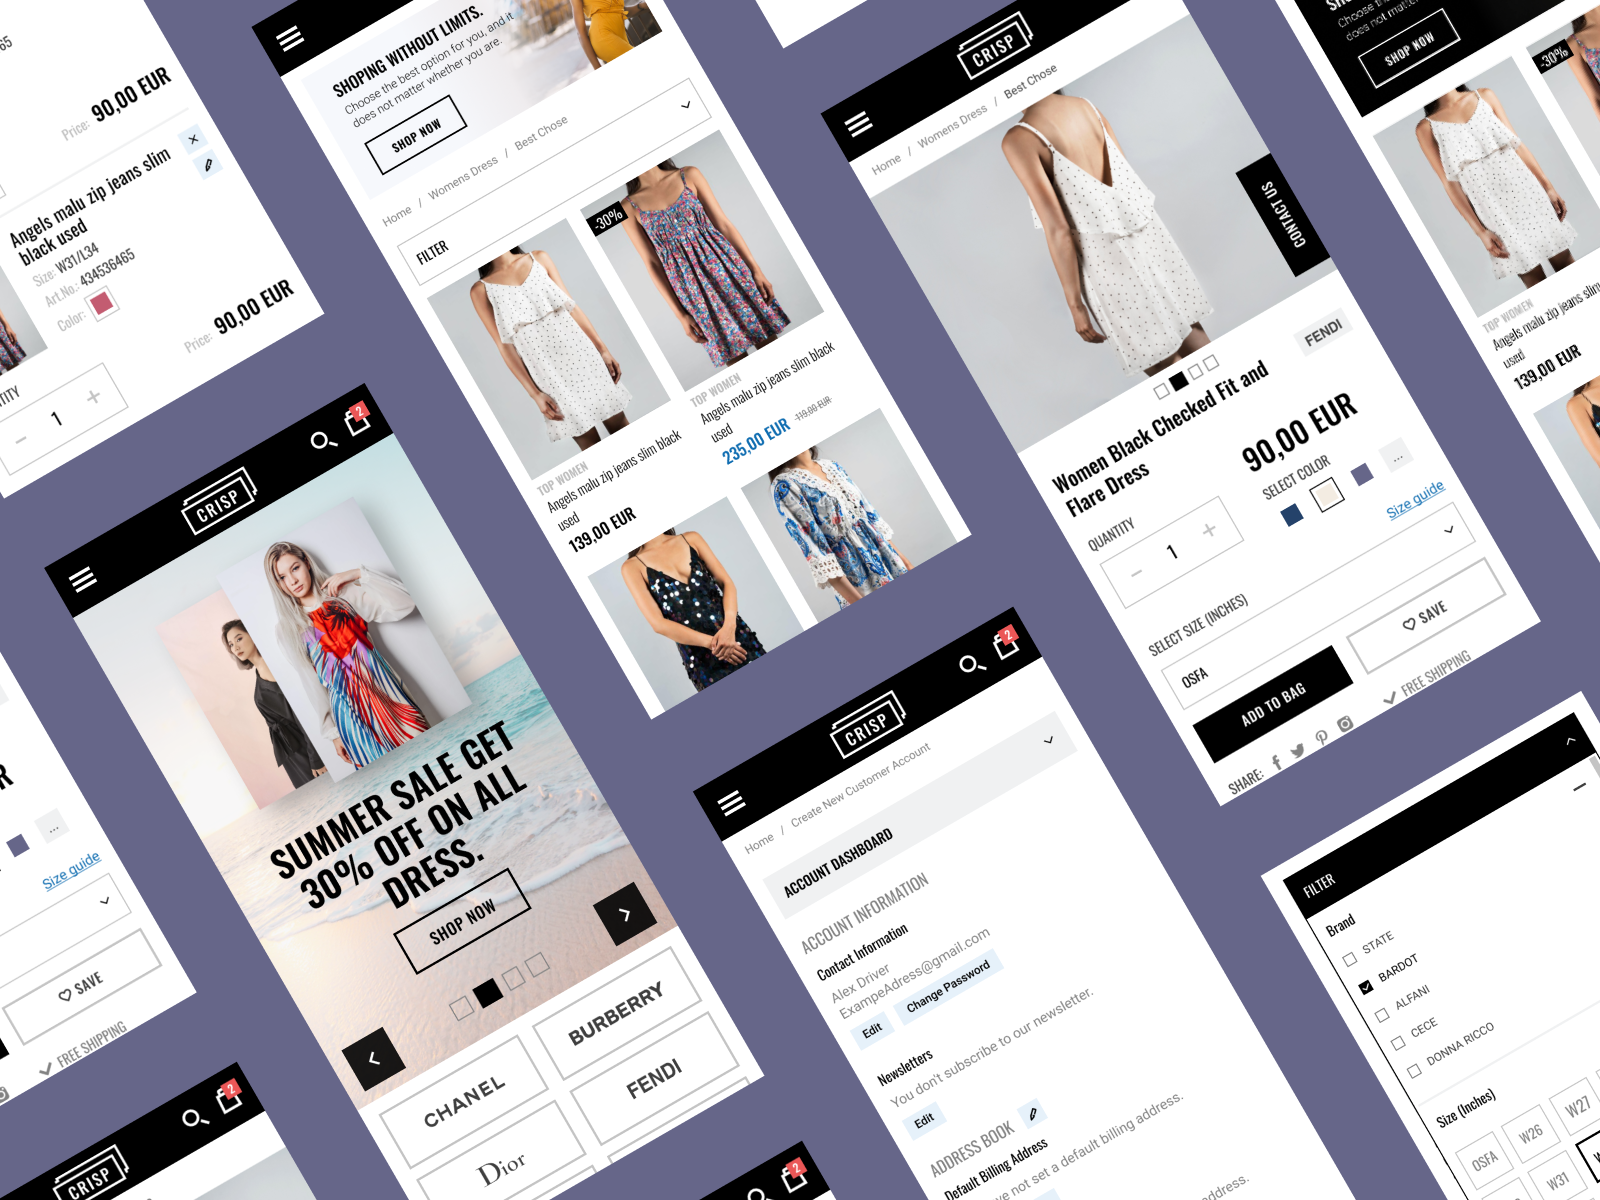 65
Price: 90,00 EUR
Angels malu zip jeans slim
black used
Size: W31/L34
Art.No.: 434536465
Color:
Price: 90,00 EUR
1
SHOPING WITHOUT LIMITS.
Choose the best option for you, and it
does not matter whether you are.
SHOP NOW
Home / Womens Dress / Best Chose
FILTER
-30%
TOP WOMEN
Angels malu zip jeans slim black
used
139,00 EUR
TOP WOMEN
Angels malu zip jeans slim black
used
235,00 EUR 119,00 EUR
CRISP
Home / Womens Dress / Best Chose
CONTACT US
FENDI
Women Black Checked Fit and
Flare Dress
90,00 EUR
QUANTITY
1
SELECT COLOR
...
Size guide
SELECT SIZE (INCHES)
OSFA
ADD TO BAG
SAVE
FREE SHIPPING
SHARE:
Choose the
does not matter
SHOP NOW
-30%
TOP WOMEN
Angels malu zip jeans slim
used
139,00 EUR
2
CRISP
SUMMER SALE GET
30% OFF ON ALL
DRESS.
SHOP NOW
CHANEL
BURBERRY
Dior
FENDI
...
Size guide
SAVE
FREE SHIPPING
2
CRISP
2
CRISP
Home / Create New Customer Account
ACCOUNT DASHBOARD
ACCOUNT INFORMATION
Contact Information
Alex Driver
ExampeAdress@gmail.com
Edit
Change Password
Newsletters
You don't subscribe to our newsletter.
Edit
ADDRESS BOOK
Default Billing Address
not set a default billing address.
address.
2
FILTER
Brand
STATE
BARDOT
ALFANI
CECE
DONNA RICCO
Size (Inches)
OSFA
W26
W27
W31